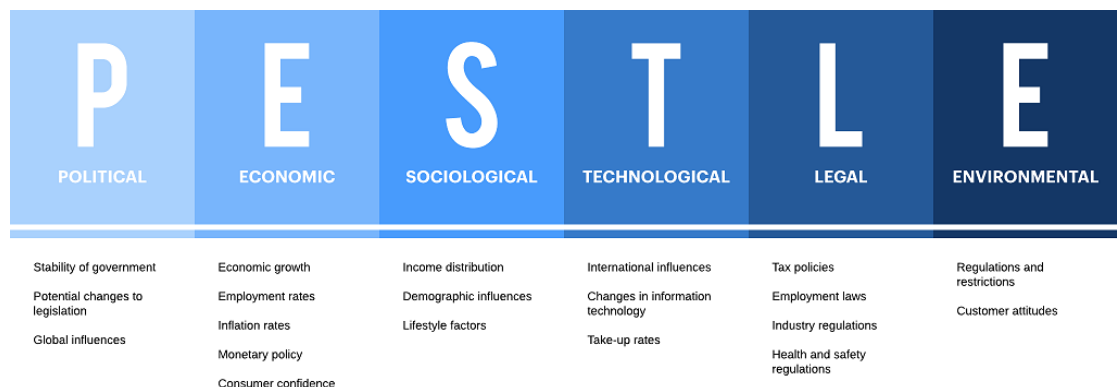 P
POLITICAL
Stability of government
Potential changes to
legislation
Global influences
E
ECONOMIC
Economic growth
Employment rates
Inflation rates
Monetary policy
Consumer confidence
S
SOCIOLOGICAL
Income distribution
Demographic influences
Lifestyle factors
T
TECHNOLOGICAL
International influences
Changes in information
technology
Take-up rates
L
LEGAL
Tax policies
Employment laws
Industry regulations
Health and safety
regulations
E
ENVIRONMENTAL
Regulations and
restrictions
Customer attitudes